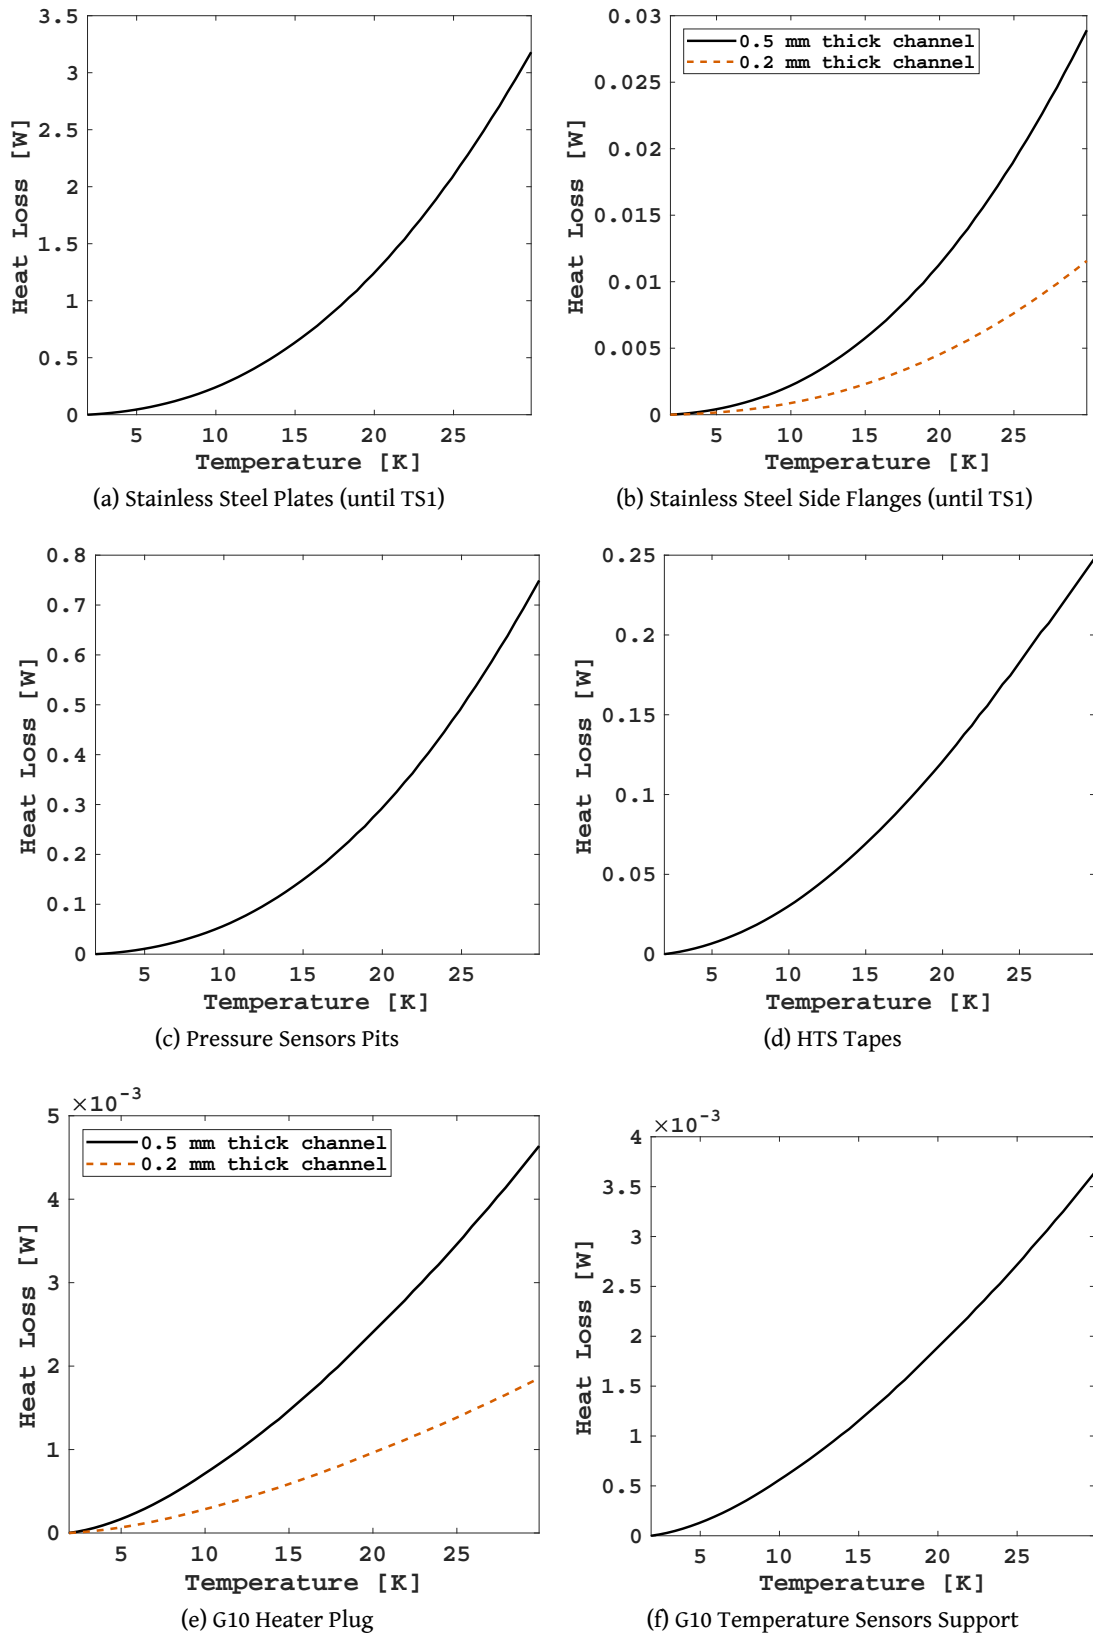 3.5
3
2.5
2
1.5
1
0.5
0
Heat Loss [W]
5 10 15 20 25
Temperature [K]
(a) Stainless Steel Plates (until TS1)
0.03
0.025
0.02
0.015
0.01
0.005
0
Heat Loss [W]
0.5 mm thick channel
0.2 mm thick channel
5 10 15 20 25
Temperature [K]
(b) Stainless Steel Side Flanges (until TS1)
0.8
0.7
0.6
0.5
0.4
0.3
0.2
0.1
0
Heat Loss [W]
5 10 15 20 25
Temperature [K]
(c) Pressure Sensors Pits
0.25
0.2
0.15
0.1
0.05
0
Heat Loss [W]
5 10 15 20 25
Temperature [K]
(d) HTS Tapes
×10⁻³
5
4
3
2
1
0
Heat Loss [W]
0.5 mm thick channel
0.2 mm thick channel
5 10 15 20 25
Temperature [K]
(e) G10 Heater Plug
×10⁻³
4
3.5
3
2.5
2
1.5
1
0.5
0
Heat Loss [W]
5 10 15 20 25
Temperature [K]
(f) G10 Temperature Sensors Support